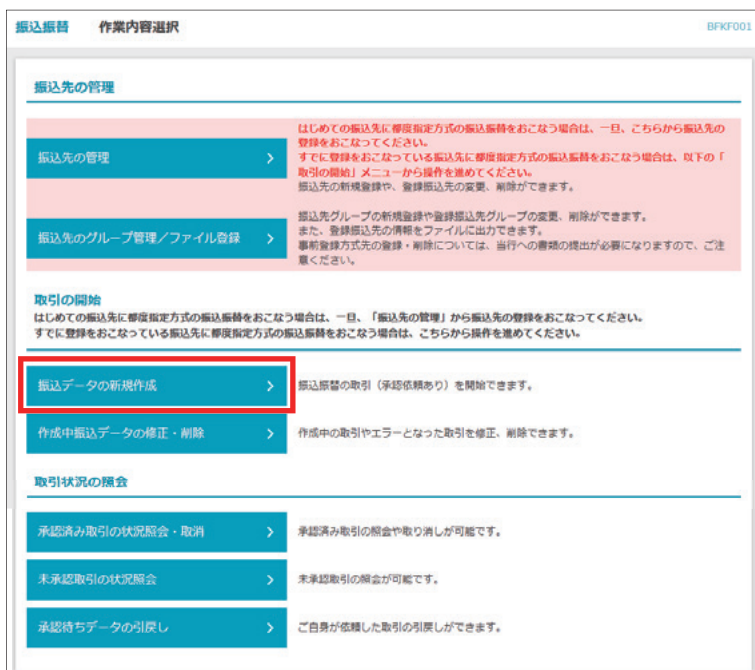 振込振替 作業内容選択 BFKF001
振込先の管理
振込先の管理
はじめての振込先に都度指定方式の振込振替をおこなう場合は、一旦、こちらから振込先の
登録をおこなってください。
すでに登録をおこなっている振込先に都度指定方式の振込振替をおこなう場合は、以下の「
取引の開始」メニューから操作を進めてください。
振込先の新規登録や、登録振込先の変更、削除ができます。
振込先のグループ管理/ファイル登録
振込先グループの新規登録や登録振込先グループの変更、削除ができます。
また、登録振込先の情報をファイルに出力できます。
事前登録方式先の登録・削除については、当行への書類の提出が必要になりますので、ご注
意ください。
取引の開始
はじめての振込先に都度指定方式の振込振替をおこなう場合は、一旦、「振込先の管理」から振込先の登録をおこなってください。
すでに登録をおこなっている振込先に都度指定方式の振込振替をおこなう場合は、こちらから操作を進めてください。
振込データの新規作成
振込振替の取引(承認依頼あり)を開始できます。
作成中振込データの修正・削除
作成中の取引やエラーとなった取引を修正、削除できます。
取引状況の照会
承認済み取引の状況照会・取消
承認済み取引の照会や取り消しが可能です。
未承認取引の状況照会
未承認取引の照会が可能です。
承認待ちデータの引戻し
ご自身が依頼した取引の引戻しができます。